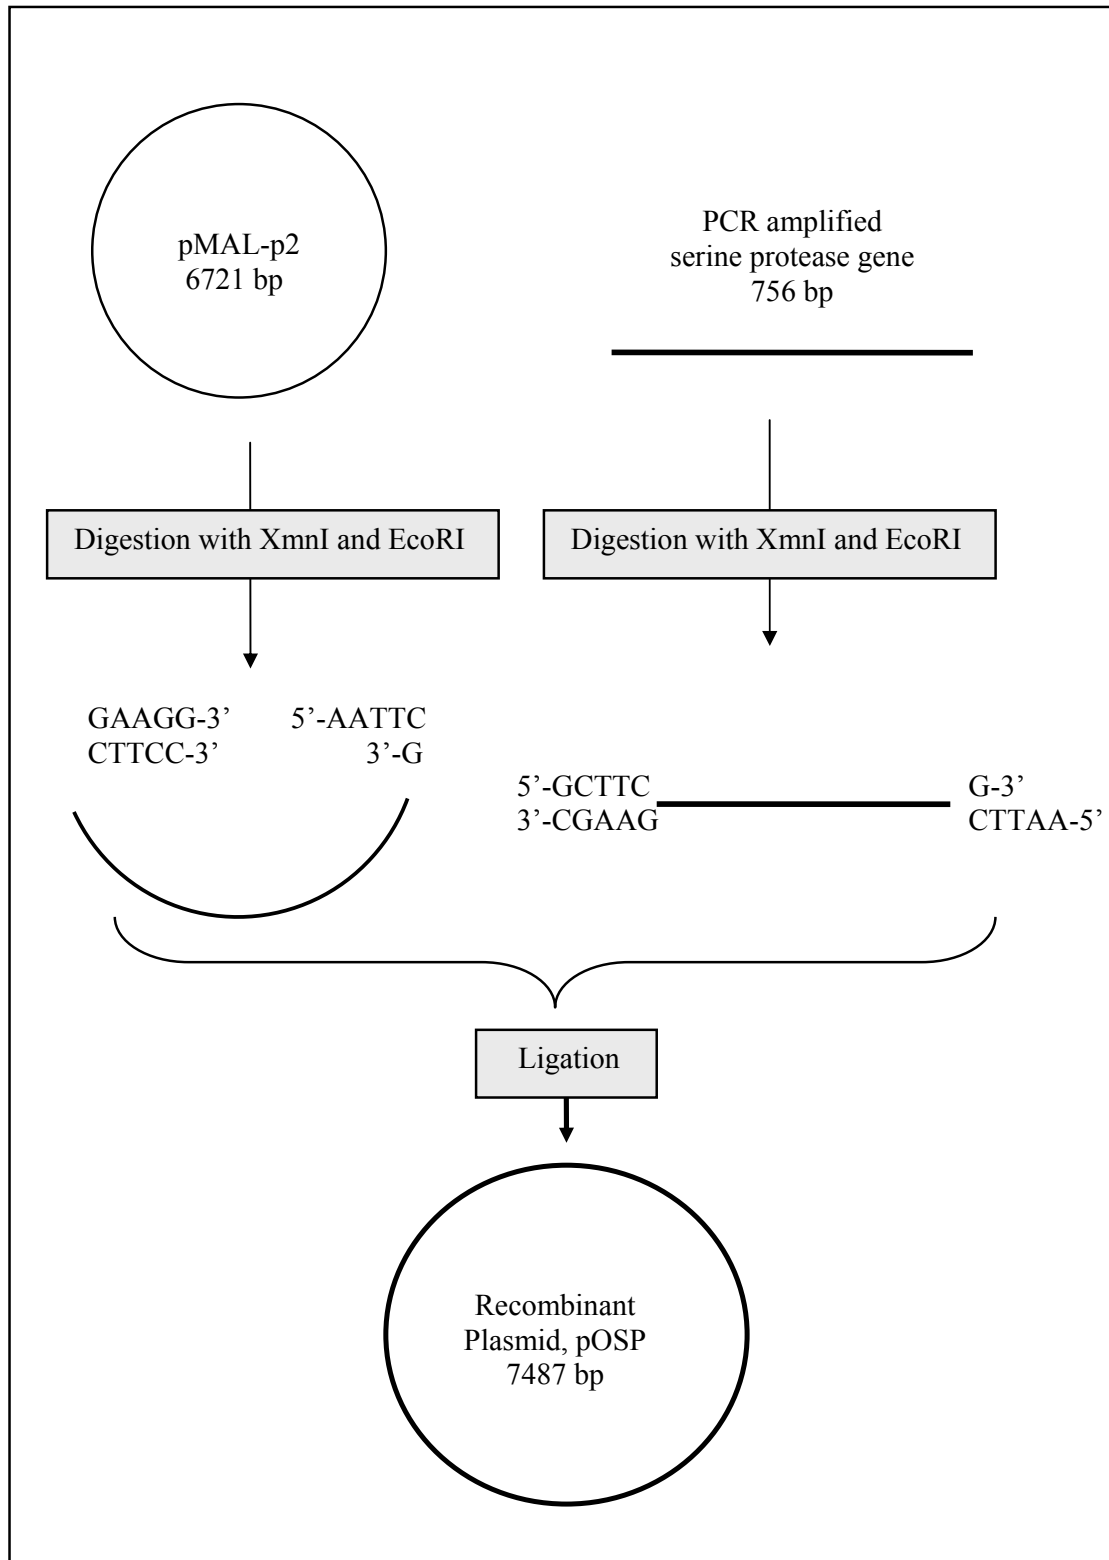 pMAL-p2
6721 bp
PCR amplified
serine protease gene
756 bp
Digestion with XmnI and EcoRI
Digestion with XmnI and EcoRI
GAAGG-3’ 5’-AATTC
CTTCC-3’ 3’-G
5’-GCTTC G-3’
3’-CGAAG CTTAA-5’
Ligation
Recombinant
Plasmid, pOSP
7487 bp